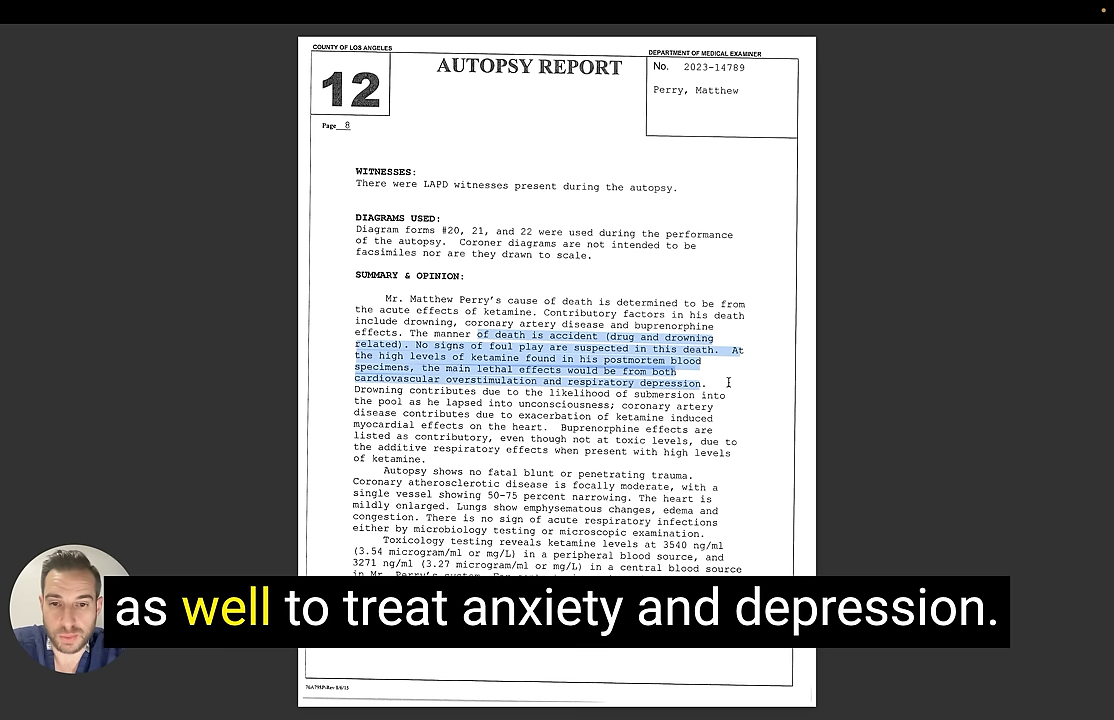 COUNTY OF LOS ANGELES
DEPARTMENT OF MEDICAL EXAMINER
12
AUTOPSY REPORT
No. 2023-14789
Perry, Matthew
Page 8
WITNESSES:
There were LAPD witnesses present during the autopsy.
DIAGRAMS USED:
Diagram forms #20, 21, and 22 were used during the performance
of the autopsy. Coroner diagrams are not intended to be
facsimiles nor are they drawn to scale.
SUMMARY & OPINION:
Mr. Matthew Perry's cause of death is determined to be from
the acute effects of ketamine. Contributory factors in his death
include drowning, coronary artery disease and buprenorphine
effects. The manner of death is accident (drug and drowning
related). No signs of foul play are suspected in this death. At
the high levels of ketamine found in his postmortem blood
specimens, the main lethal effects would be from both
cardiovascular overstimulation and respiratory depression.
Drowning contributes due to the likelihood of submersion into
the pool as he lapsed into unconsciousness; coronary artery
disease contributes due to exacerbation of ketamine induced
myocardial effects on the heart. Buprenorphine effects are
listed as contributory, even though not at toxic levels, due to
the additive respiratory effects when present with high levels
of ketamine.
Autopsy shows no fatal blunt or penetrating trauma.
Coronary atherosclerotic disease is focally moderate, with a
single vessel showing 50-75 percent narrowing. The heart is
mildly enlarged. Lungs show emphysematous changes, edema and
congestion. There is no sign of acute respiratory infections
either by microbiology testing or microscopic examination.
Toxicology testing reveals ketamine levels at 3540 ng/ml
(3.54 microgram/ml or mg/L) in a peripheral blood source, and
3271 ng/ml (3.27 microgram/ml or mg/L) in a central blood source
as well to treat anxiety and depression.